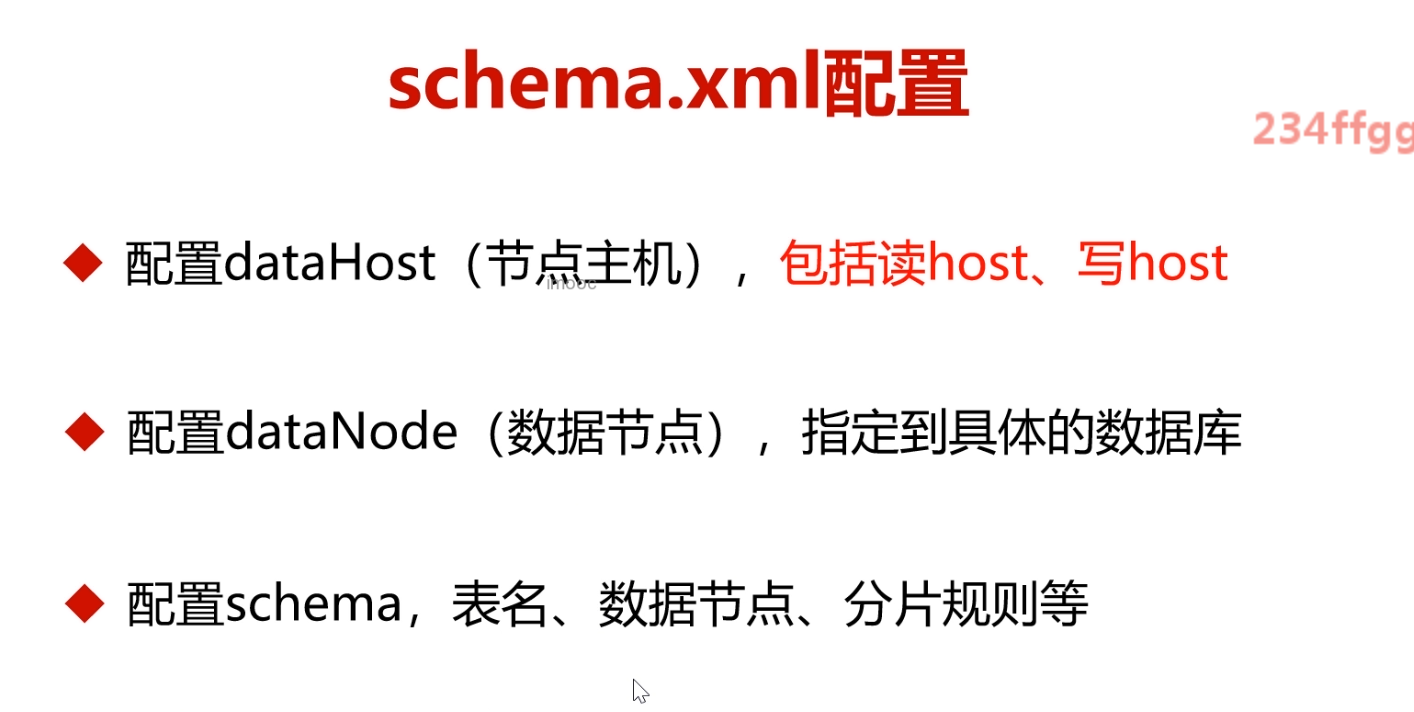 schema.xml配置
234ffgg
配置dataHost（节点主机），包括读host、写host
imooc
配置dataNode（数据节点），指定到具体的数据库
配置schema，表名、数据节点、分片规则等